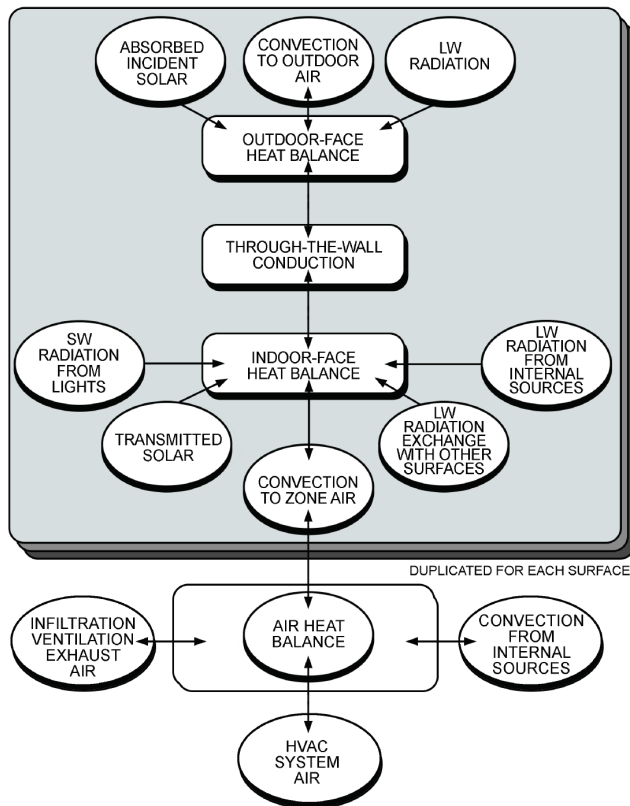 ABSORBED
INCIDENT
SOLAR
CONVECTION
TO OUTDOOR
AIR
LW
RADIATION
OUTDOOR-FACE
HEAT BALANCE
THROUGH-THE-WALL
CONDUCTION
SW
RADIATION
FROM
LIGHTS
INDOOR-FACE
HEAT BALANCE
LW
RADIATION
FROM
INTERNAL
SOURCES
TRANSMITTED
SOLAR
LW
RADIATION
EXCHANGE
WITH OTHER
SURFACES
CONVECTION
TO ZONE AIR
DUPLICATED FOR EACH SURFACE
INFILTRATION
VENTILATION
EXHAUST
AIR
AIR HEAT
BALANCE
CONVECTION
FROM
INTERNAL
SOURCES
HVAC
SYSTEM
AIR